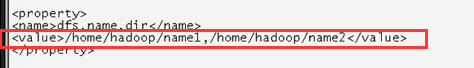 <property>
<name>dfs.name.dir</name>
<value>/home/hadoop/name1,/home/hadoop/name2</value>
</property>